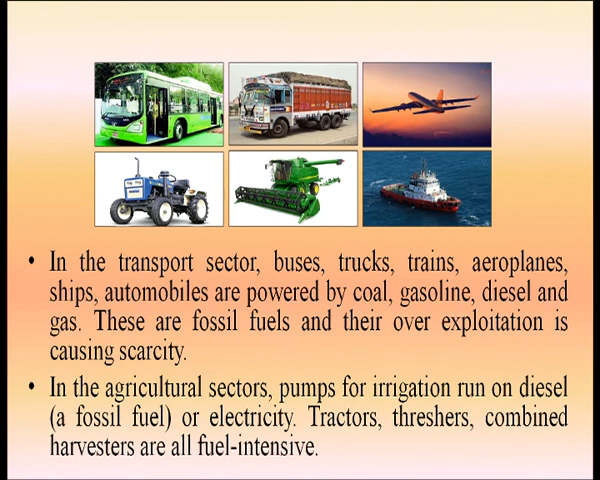 • In the transport sector, buses, trucks, trains, aeroplanes,
ships, automobiles are powered by coal, gasoline, diesel and
gas. These are fossil fuels and their over exploitation is
causing scarcity.
• In the agricultural sectors, pumps for irrigation run on diesel
(a fossil fuel) or electricity. Tractors, threshers, combined
harvesters are all fuel-intensive.